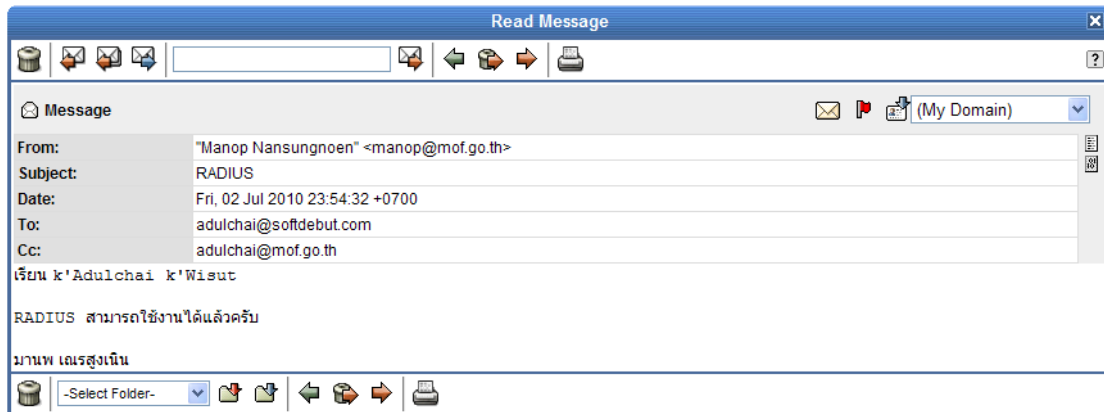 Read Message
Message
(My Domain)
From: "Manop Nansungnoen" <manop@mof.go.th>
Subject: RADIUS
Date: Fri, 02 Jul 2010 23:54:32 +0700
To: adulchai@softdebut.com
Cc: adulchai@mof.go.th
เรียน k'Adulchai k'Wisut
RADIUS สามารถใช้งานได้แล้วครับ
มานพ เณรสูงเนิน
-Select Folder-